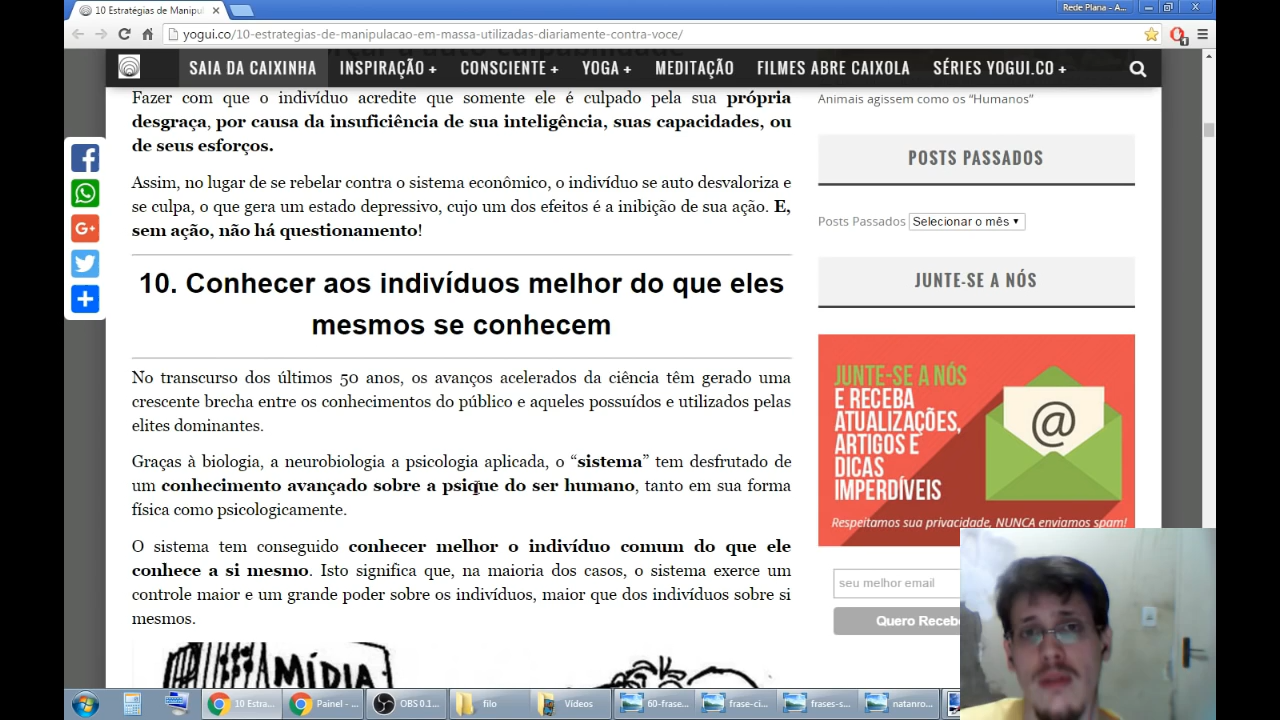 10 Estratégias de Manipul
Rede Plana - A...
yogui.co/10-estrategias-de-manipulacao-em-massa-utilizadas-diariamente-contra-voce/
SAIA DA CAIXINHA INSPIRAÇÃO + CONSCIENTE + YOGA + MEDITAÇÃO FILMES ABRE CAIXOLA SÉRIES YOGUI.CO +
Fazer com que o indivíduo acredite que somente ele é culpado pela sua própria
desgraça, por causa da insuficiência de sua inteligência, suas capacidades, ou
de seus esforços.
Assim, no lugar de se rebelar contra o sistema econômico, o indivíduo se auto desvaloriza e
se culpa, o que gera um estado depressivo, cujo um dos efeitos é a inibição de sua ação. E,
sem ação, não há questionamento!
10. Conhecer aos indivíduos melhor do que eles
mesmos se conhecem
No transcurso dos últimos 50 anos, os avanços acelerados da ciência têm gerado uma
crescente brecha entre os conhecimentos do público e aqueles possuídos e utilizados pelas
elites dominantes.
Graças à biologia, a neurobiologia a psicologia aplicada, o “sistema” tem desfrutado de
um conhecimento avançado sobre a psique do ser humano, tanto em sua forma
física como psicologicamente.
O sistema tem conseguido conhecer melhor o indivíduo comum do que ele
conhece a si mesmo. Isto significa que, na maioria dos casos, o sistema exerce um
controle maior e um grande poder sobre os indivíduos, maior que dos indivíduos sobre si
mesmos.
MÍDIA
Animais agissem como os “Humanos”
POSTS PASSADOS
Posts Passados Selecionar o mês
JUNTE-SE A NÓS
JUNTE-SE A NÓS
E RECEBA
ATUALIZAÇÕES,
ARTIGOS E
DICAS
IMPERDÍVEIS
@
Respeitamos sua privacidade, NUNCA enviamos spam!
seu melhor email
Quero Recebe
10 Estra... Painel - ... OBS 0.1... filo Vídeos 60-frase... frase-ci... frases-s... natanro...